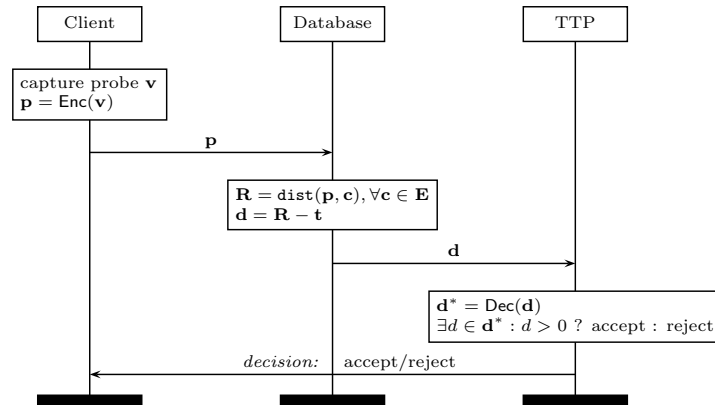 Client Database TTP
capture probe v
p = Enc(v)
p
R = dist(p, c), ∀c ∈ E
d = R − t
d
d* = Dec(d)
∃d ∈ d* : d > 0 ? accept : reject
decision: accept/reject